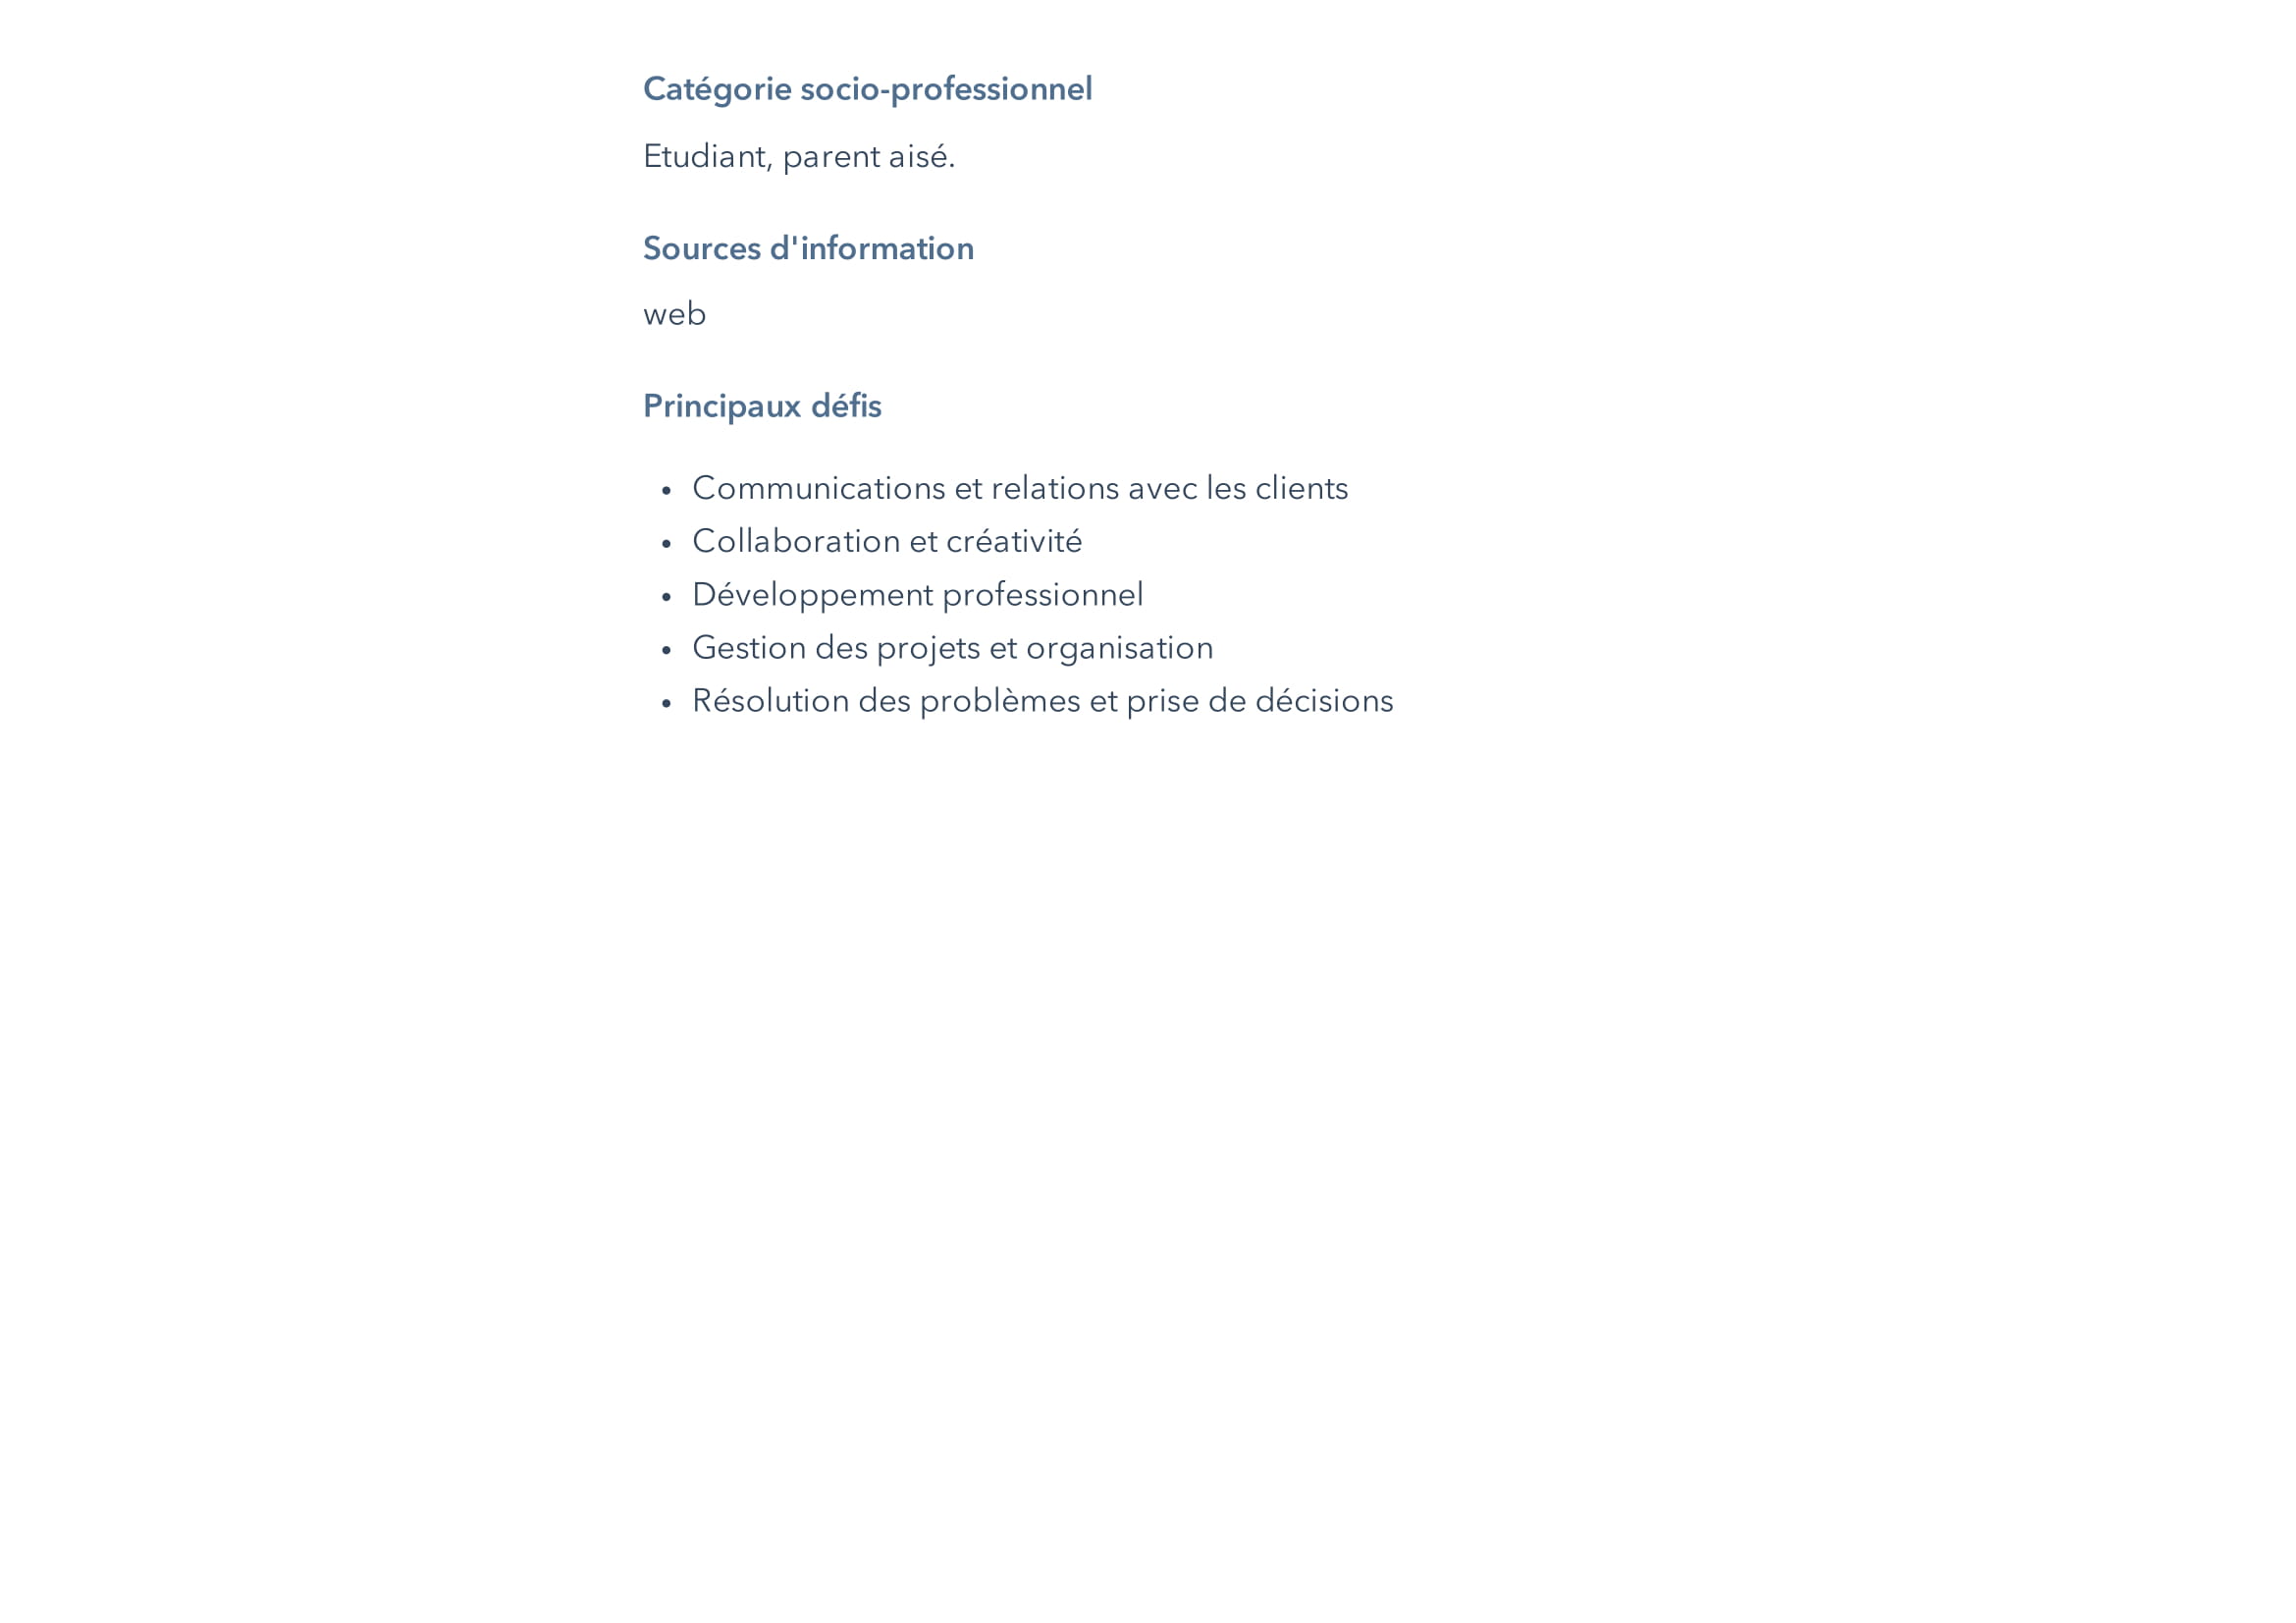 Catégorie socio-professionnel
Etudiant, parent aisé.
Sources d'information
web
Principaux défis
• Communications et relations avec les clients
• Collaboration et créativité
• Développement professionnel
• Gestion des projets et organisation
• Résolution des problèmes et prise de décisions